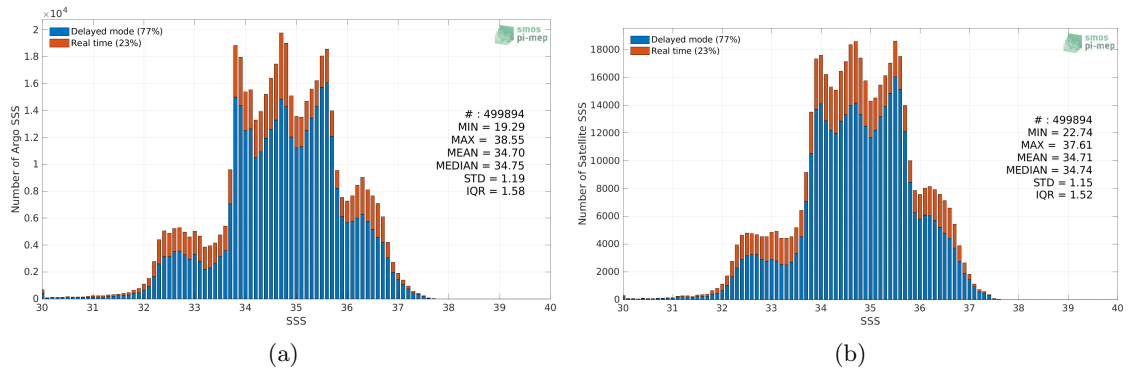 ×10⁴
Delayed mode (77%)
Real time (23%)
smos
pi-mep
2
1.8
1.6
1.4
1.2
1
0.8
0.6
0.4
0.2
0
Number of Argo SSS
# : 499894
MIN = 19.29
MAX = 38.55
MEAN = 34.70
MEDIAN = 34.75
STD = 1.19
IQR = 1.58
30 31 32 33 34 35 36 37 38 39 40
SSS
(a)
Delayed mode (77%)
Real time (23%)
smos
pi-mep
18000
16000
14000
12000
10000
8000
6000
4000
2000
0
Number of Satellite SSS
# : 499894
MIN = 22.74
MAX = 37.61
MEAN = 34.71
MEDIAN = 34.74
STD = 1.15
IQR = 1.52
30 31 32 33 34 35 36 37 38 39 40
SSS
(b)